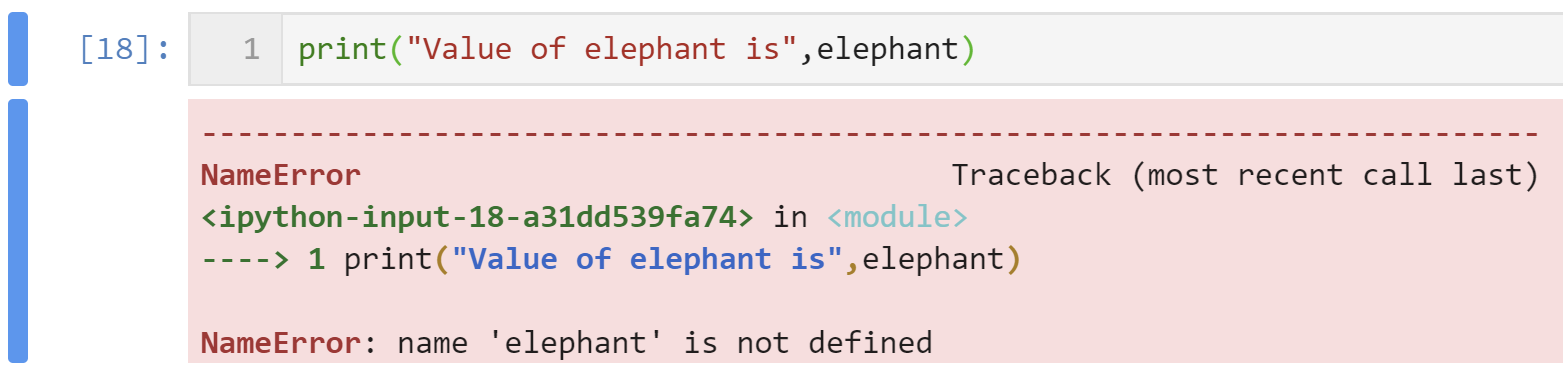 [18]: 1 print("Value of elephant is",elephant)
---------------------------------------------------------------------------
NameError Traceback (most recent call last)
<ipython-input-18-a31dd539fa74> in <module>
----> 1 print("Value of elephant is",elephant)
NameError: name 'elephant' is not defined